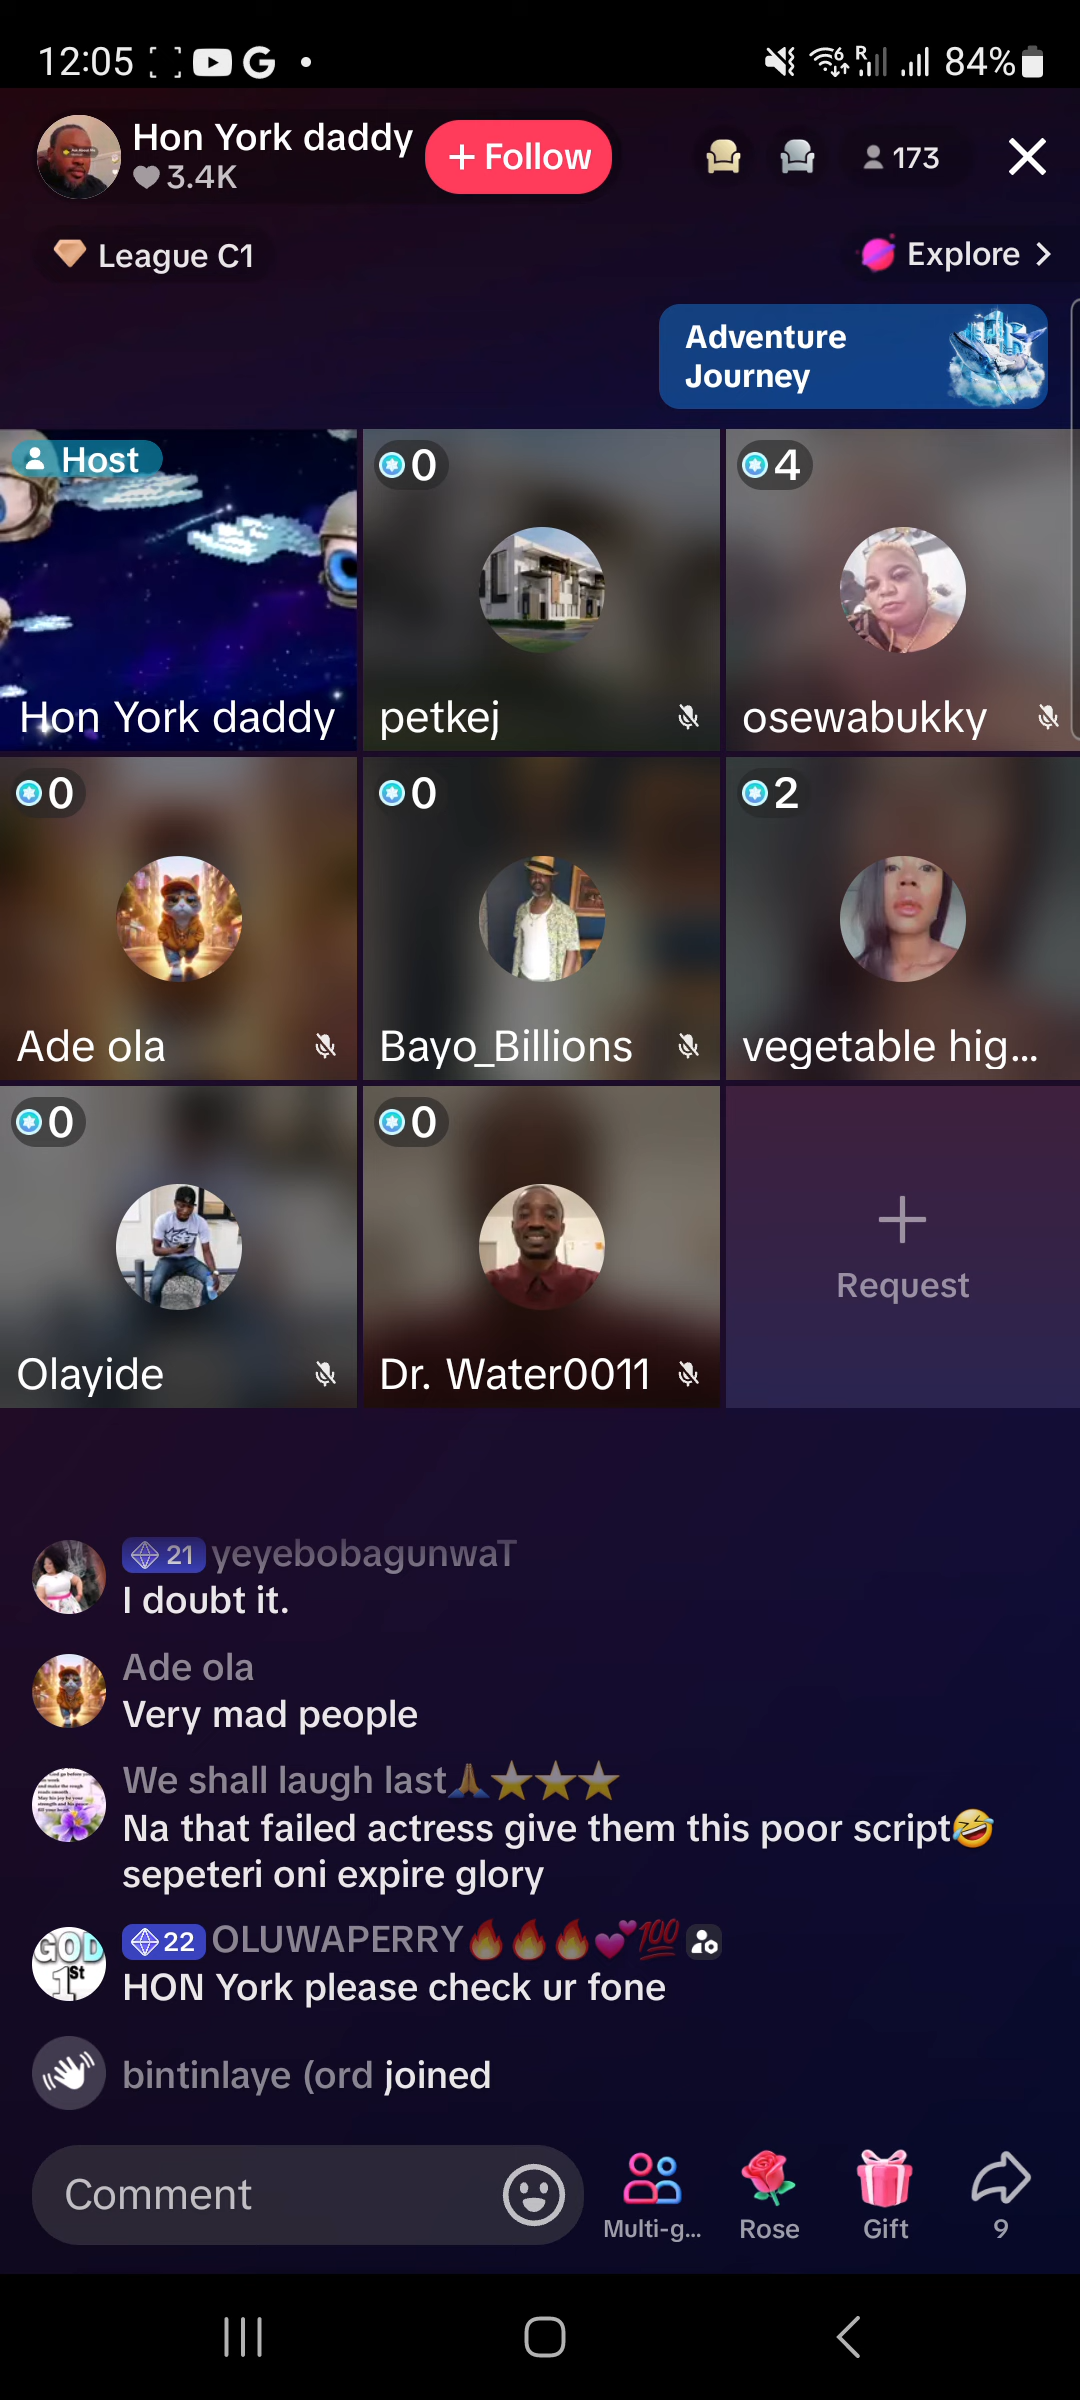 12:05
84%
Hon York daddy
3.4K
+ Follow
173
League C1
Explore >
Adventure
Journey
Host
0
4
Hon York daddy
petkej
osewabukky
0
0
2
Ade ola
Bayo_Billions
vegetable hig...
0
0
Request
Olayide
Dr. Water0011
21 yeyebobagunwaT
I doubt it.
Ade ola
Very mad people
We shall laugh last🙏⭐⭐⭐
Na that failed actress give them this poor script🤣
sepeteri oni expire glory
GOD
1St
22 OLUWAPERRY🔥🔥🔥💕💯
HON York please check ur fone
bintinlaye (ord joined
Comment
Multi-g...
Rose
Gift
9